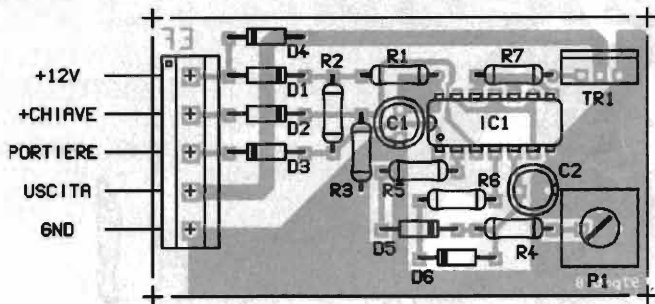 D4
R2
R1
R7
+12V
D1
TR1
+CHIAVE
D2
C1
IC1
PORTIERE
D3
R3
R5
C2
USCITA
R6
GND
D5
R4
D6
P1